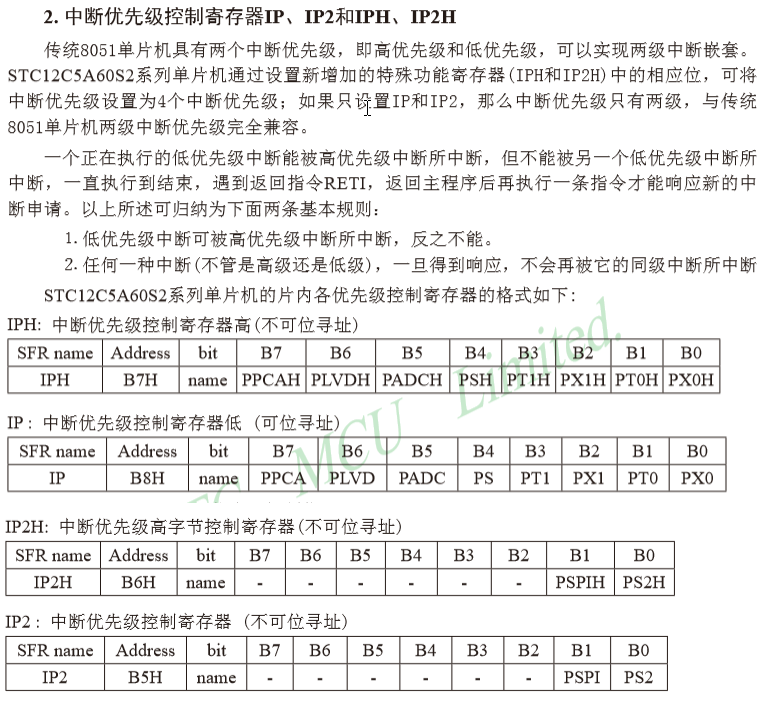 2. 中断优先级控制寄存器IP、IP2和IPH、IP2H
传统8051单片机具有两个中断优先级，即高优先级和低优先级，可以实现两级中断嵌套。
STC12C5A60S2系列单片机通过设置新增加的特殊功能寄存器(IPH和IP2H)中的相应位，可将
中断优先级设置为4个中断优先级；如果只设置IP和IP2，那么中断优先级只有两级，与传统
8051单片机两级中断优先级完全兼容。
一个正在执行的低优先级中断能被高优先级中断所中断，但不能被另一个低优先级中断所
中断，一直执行到结束，遇到返回指令RETI，返回主程序后再执行一条指令才能响应新的中
断申请。以上所述可归纳为下面两条基本规则：
1. 低优先级中断可被高优先级中断所中断，反之不能。
2. 任何一种中断(不管是高级还是低级)，一旦得到响应，不会再被它的同级中断所中断
STC12C5A60S2系列单片机的片内各优先级控制寄存器的格式如下：
IPH: 中断优先级控制寄存器高(不可位寻址)
SFR name Address bit B7 B6 B5 B4 B3 B2 B1 B0
IPH B7H name PPCAH PLVDH PADCH PSH PT1H PX1H PT0H PX0H
IP: 中断优先级控制寄存器低 (可位寻址)
SFR name Address bit B7 B6 B5 B4 B3 B2 B1 B0
IP B8H name PPCA PLVD PADC PS PT1 PX1 PT0 PX0
IP2H: 中断优先级高字节控制寄存器(不可位寻址)
SFR name Address bit B7 B6 B5 B4 B3 B2 B1 B0
IP2H B6H name - - - - - - PSPIH PS2H
IP2: 中断优先级控制寄存器 (不可位寻址)
SFR name Address bit B7 B6 B5 B4 B3 B2 B1 B0
IP2 B5H name - - - - - - PSPI PS2
MCU Limited.